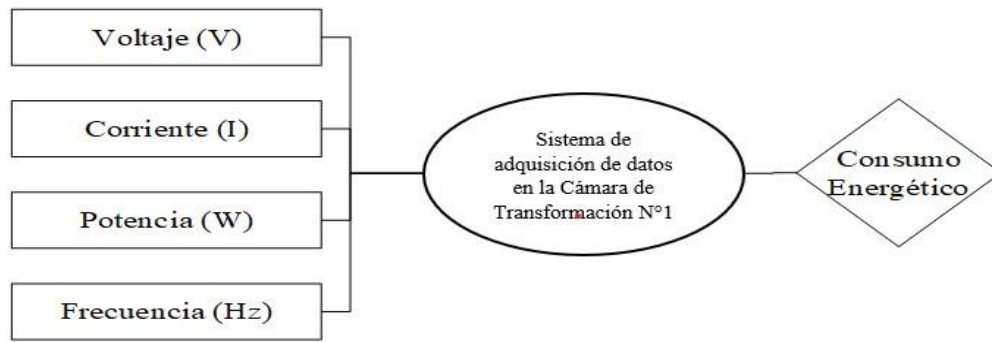 Voltaje (V)
Corriente (I)
Potencia (W)
Frecuencia (Hz)
Sistema de
adquisición de datos
en la Cámara de
Transformación N°1
Consumo
Energético